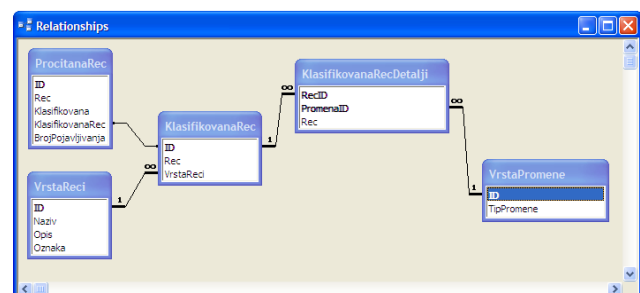 Relationships
ProcitanaRec
ID
Rec
Klasifikovana
KlasifikovanaRec
BrojPojavljivanja
VrstaReci
ID
Naziv
Opis
Oznaka
KlasifikovanaRec
ID
Rec
VrstaReci
KlasifikovanaRecDetalji
RecID
PromenaID
Rec
VrstaPromene
ID
TipPromene
∞
1
1
∞
∞
1